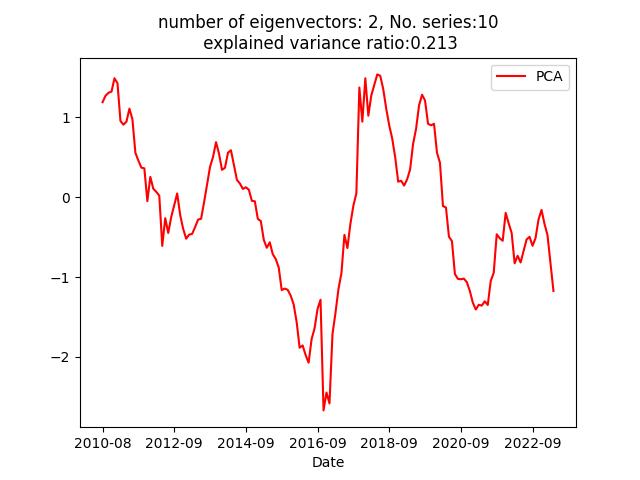 number of eigenvectors: 2, No. series:10
explained variance ratio:0.213
PCA
1
0
−1
−2
2010-08 2012-09 2014-09 2016-09 2018-09 2020-09 2022-09
Date